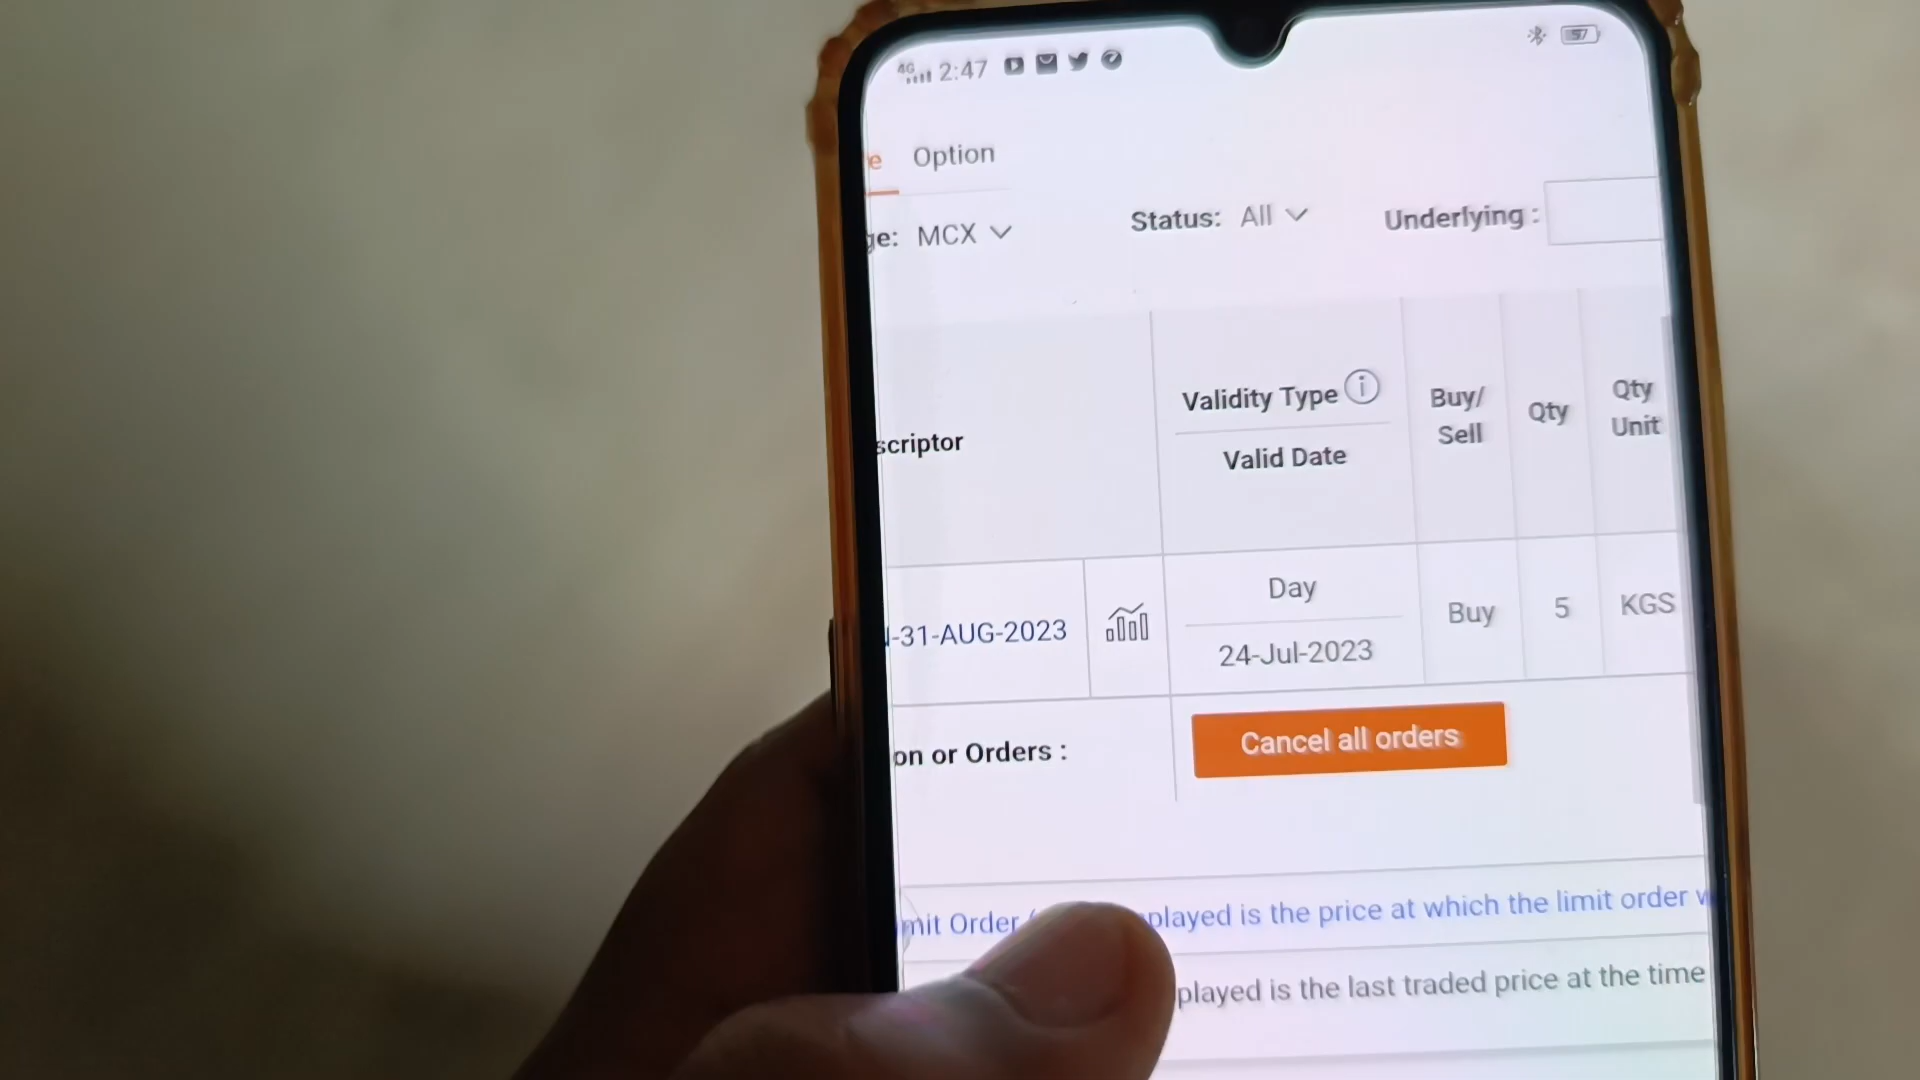 4G 2:47 57
e Option
ge: MCX Status: All Underlying :
scriptor
Validity Type
Valid Date
Buy/
Sell
Qty
Qty
Unit
-31-AUG-2023
Day
24-Jul-2023
Buy 5 KGS
on or Orders :
Cancel all orders
mit Order played is the price at which the limit order w
played is the last traded price at the time